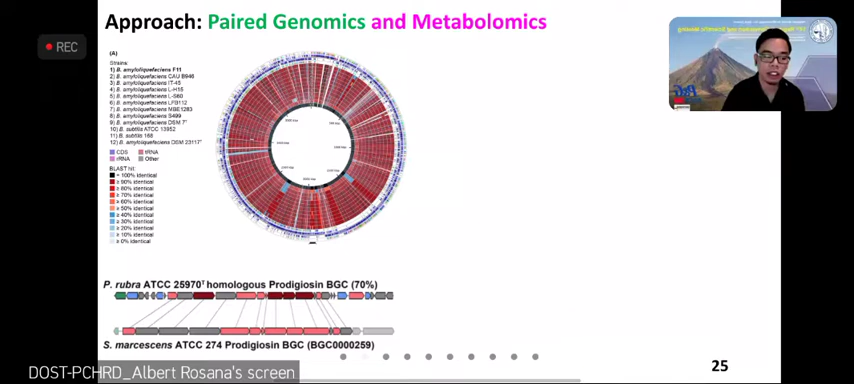 Approach: Paired Genomics and Metabolomics
REC
(A)
Strains:
1) B. amyloliquefaciens F11
2) B. amyloliquefaciens CAU B946
3) B. amyloliquefaciens IT-45
4) B. amyloliquefaciens L-H15
5) B. amyloliquefaciens L-S60
6) B. amyloliquefaciens LFB112
7) B. amyloliquefaciens MBE1283
8) B. amyloliquefaciens S499
9) B. amyloliquefaciens DSM 7T
10) B. subtilis ATCC 13952
11) B. subtilis 168
12) B. amyloliquefaciens DSM 23117T
CDS tRNA
rRNA Other
BLAST hit:
= 100% identical
≥ 90% identical
≥ 80% identical
≥ 70% identical
≥ 60% identical
≥ 50% identical
≥ 40% identical
≥ 30% identical
≥ 20% identical
≥ 10% identical
≥ 0% identical
P. rubra ATCC 25970T homologous Prodigiosin BGC (70%)
S. marcescens ATCC 274 Prodigiosin BGC (BGC0000259)
25
DOST-PCHRD_Albert Rosana's screen